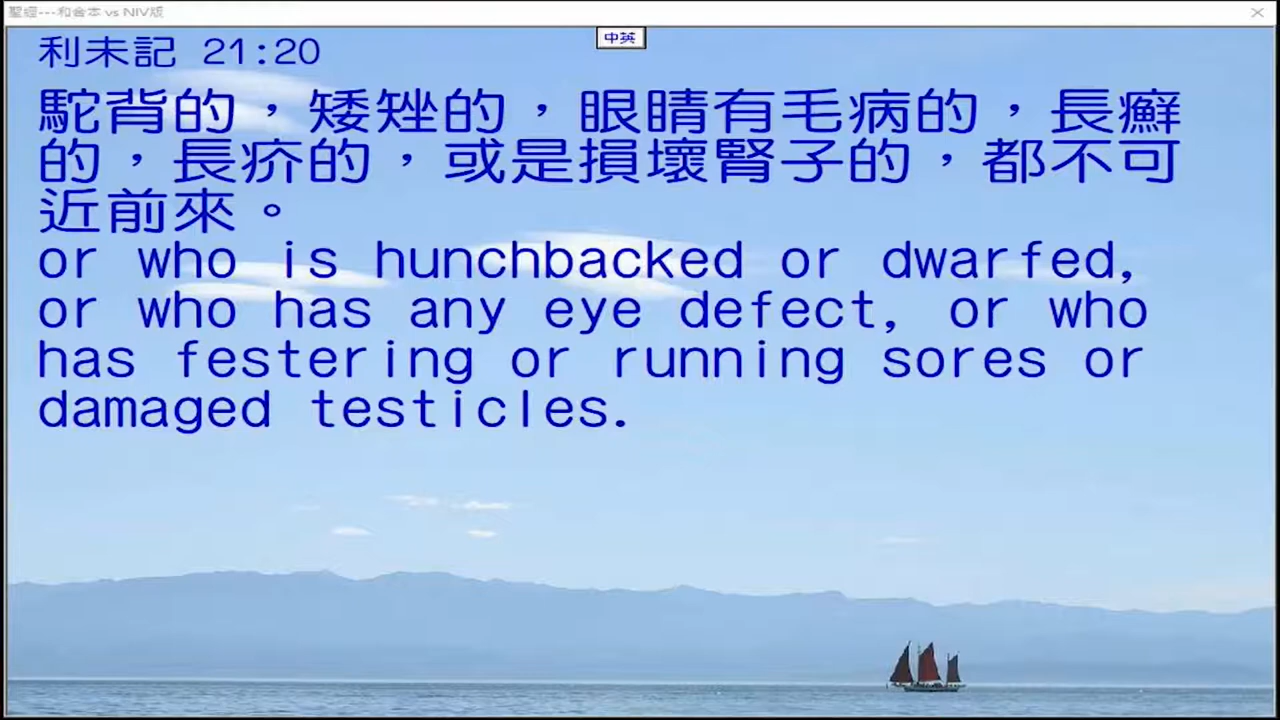 聖經---和合本 vs NIV版
中英
利未記 21:20
駝背的，矮矬的，眼睛有毛病的，長癬
的，長疥的，或是損壞腎子的，都不可
近前來。
or who is hunchbacked or dwarfed,
or who has any eye defect, or who
has festering or running sores or
damaged testicles.